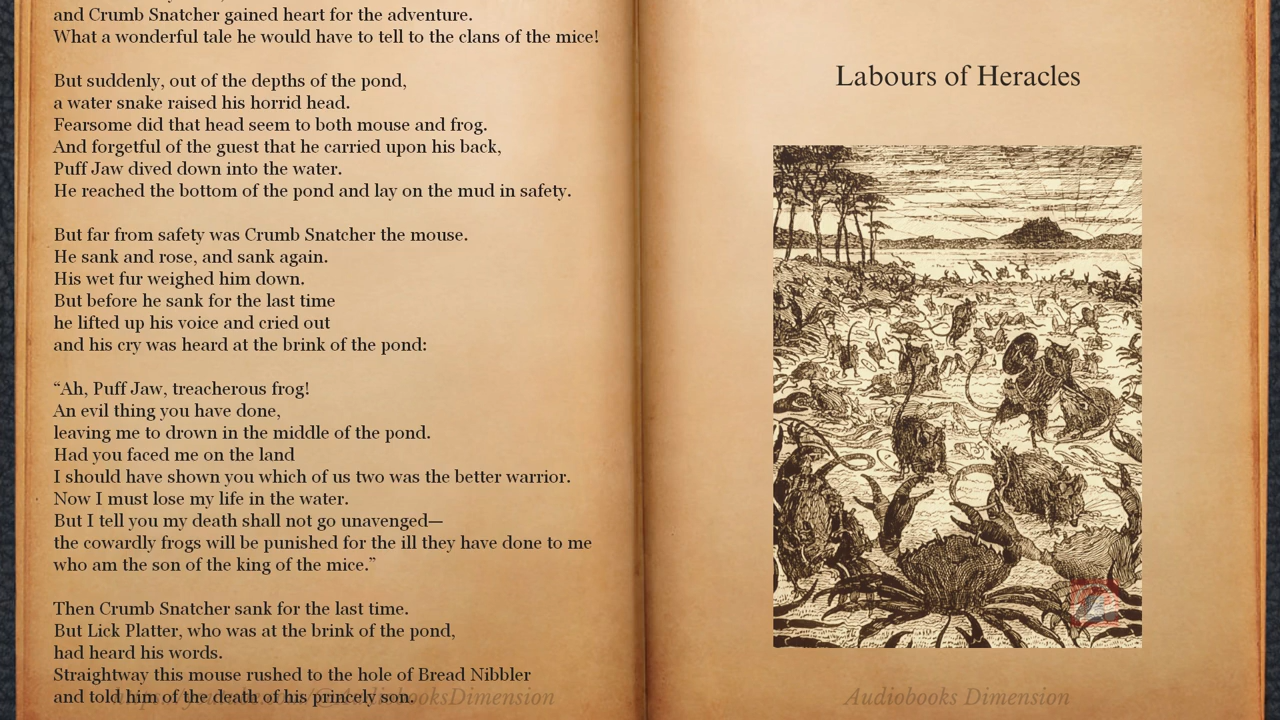 and Crumb Snatcher gained heart for the adventure.
What a wonderful tale he would have to tell to the clans of the mice!
But suddenly, out of the depths of the pond,
a water snake raised his horrid head.
Fearsome did that head seem to both mouse and frog.
And forgetful of the guest that he carried upon his back,
Puff Jaw dived down into the water.
He reached the bottom of the pond and lay on the mud in safety.
But far from safety was Crumb Snatcher the mouse.
He sank and rose, and sank again.
His wet fur weighed him down.
But before he sank for the last time
he lifted up his voice and cried out
and his cry was heard at the brink of the pond:
“Ah, Puff Jaw, treacherous frog!
An evil thing you have done,
leaving me to drown in the middle of the pond.
Had you faced me on the land
I should have shown you which of us two was the better warrior.
Now I must lose my life in the water.
But I tell you my death shall not go unavenged—
the cowardly frogs will be punished for the ill they have done to me
who am the son of the king of the mice.”
Then Crumb Snatcher sank for the last time.
But Lick Platter, who was at the brink of the pond,
had heard his words.
Straightway this mouse rushed to the hole of Bread Nibbler
and told him of the death of his princely son.
Labours of Heracles
Audiobooks Dimension